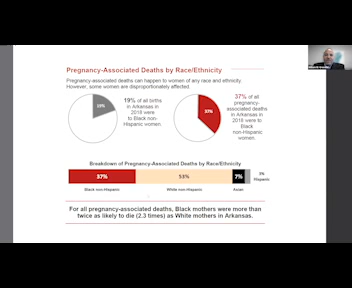 Pregnancy-Associated Deaths by Race/Ethnicity
Pregnancy-associated deaths can happen to women of any race and ethnicity.
However, some women are disproportionately affected.
19%
19% of all births
in Arkansas in
2018 were
to Black
non-Hispanic
women.
37%
37% of all
pregnancy-
associated
deaths in
Arkansas in
2018 were to
Black
non-Hispanic
women.
Breakdown of Pregnancy-Associated Deaths by Race/Ethnicity
37%
53%
7%
3%
Hispanic
Black non-Hispanic
White non-Hispanic
Asian
For all pregnancy-associated deaths, Black mothers were more than
twice as likely to die (2.3 times) as White mothers in Arkansas.